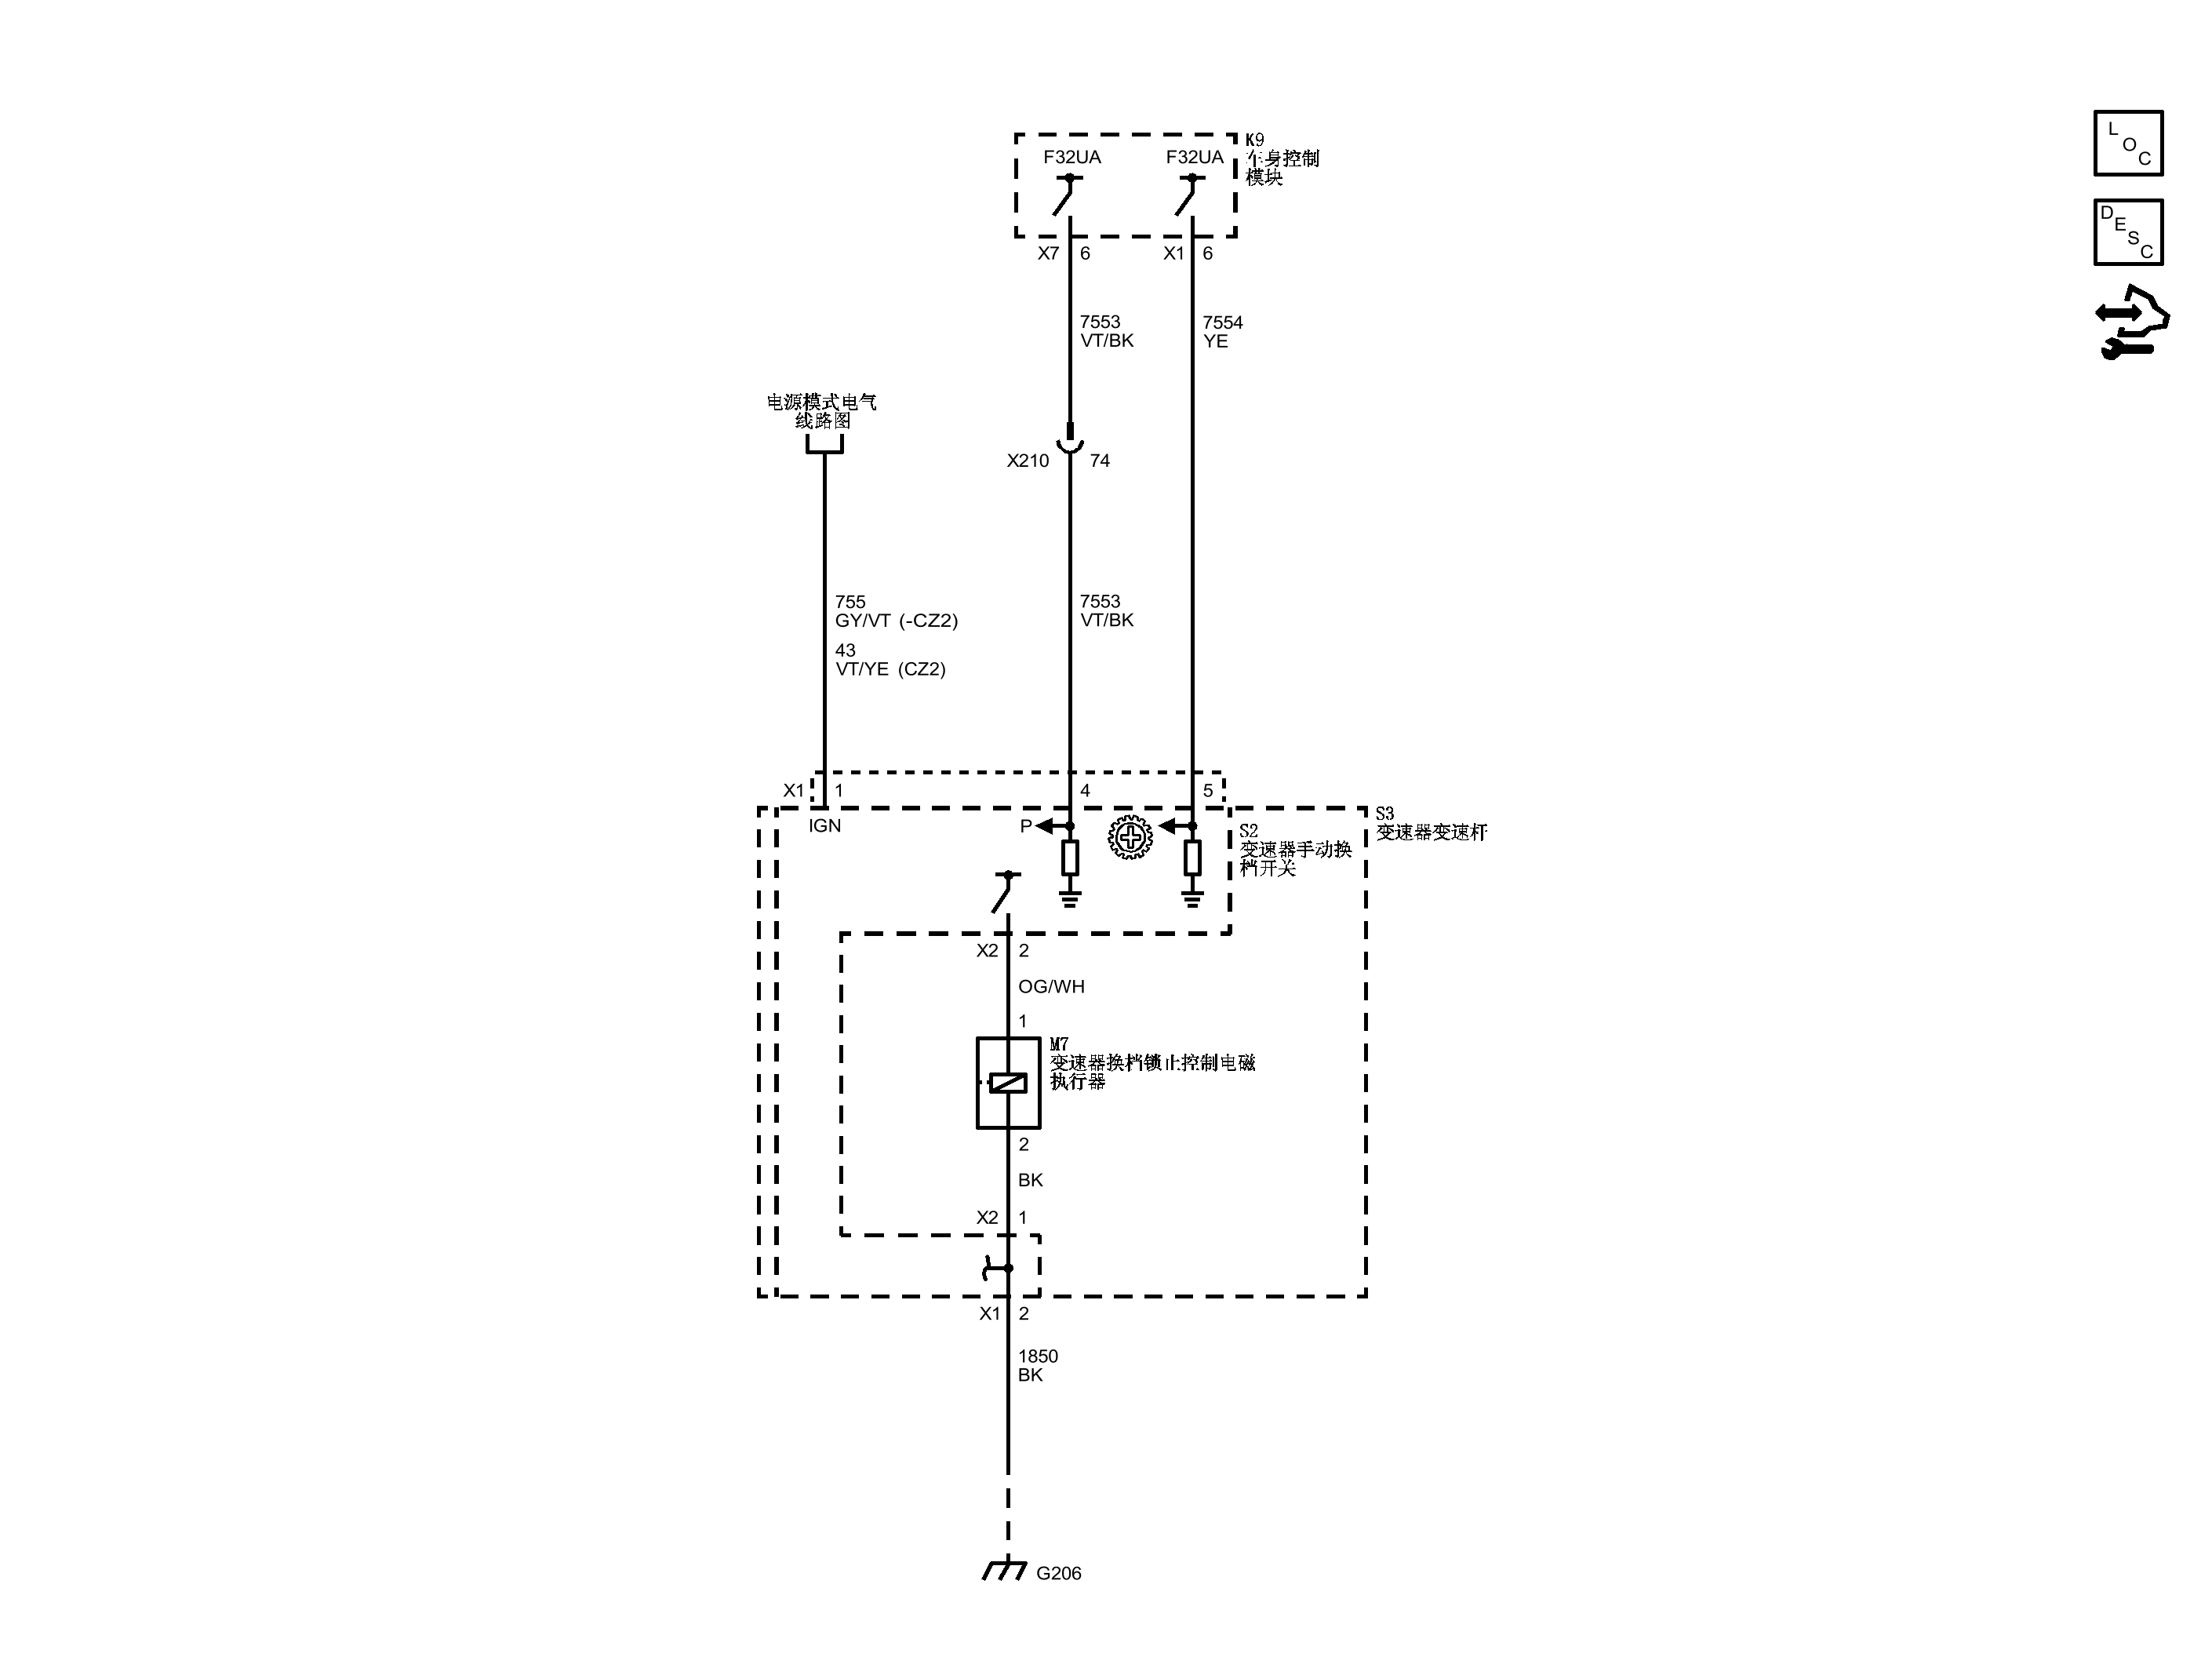 K9
车身控制
模块
F32UA
F32UA
X7 6
X1 6
7553
VT/BK
7554
YE
电源模式电气
线路图
X210 74
755
GY/VT (-CZ2)
43
VT/YE (CZ2)
7553
VT/BK
X1 1
4
5
IGN
P
S2
变速器手动换
档开关
S3
变速器变速杆
X2 2
OG/WH
1
M7
变速器换档锁止控制电磁
执行器
2
BK
X2 1
X1 2
1850
BK
G206
LOC
DESC